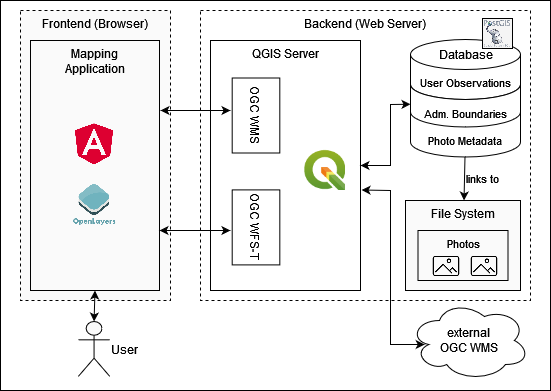 Frontend (Browser)
Mapping
Application
OpenLayers
User
Backend (Web Server)
QGIS Server
OGC WMS
OGC WFS-T
PostGIS
Database
User Observations
Adm. Boundaries
Photo Metadata
links to
File System
Photos
external
OGC WMS